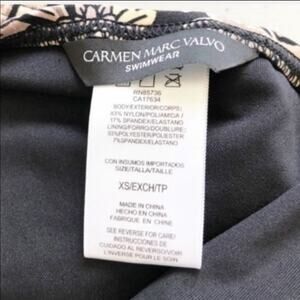 CARMEN MARC VALVO
SWIMWEAR
RN85736
CA17634
BODY/EXTERIOR/CORPS:
83% NYLON/POLIAMIDA/
17% SPANDEX/ELASTANO
LINING/FORRO/DOUBLURE:
93%POLYESTER/POLIESTER
7%SPANDEX/ELASTANO
CON INSUMOS IMPORTADOS
SIZE/TALLA/TAILLE
XS/EXCH/TP
MADE IN CHINA
HECHO EN CHINA
FABRIQUE EN CHINE
SEE REVERSE FOR CARE/
INSTRUCCIONES DE
CUIDADO AL REVERSO/VOIR
L'INVERSE POUR LE SOIN